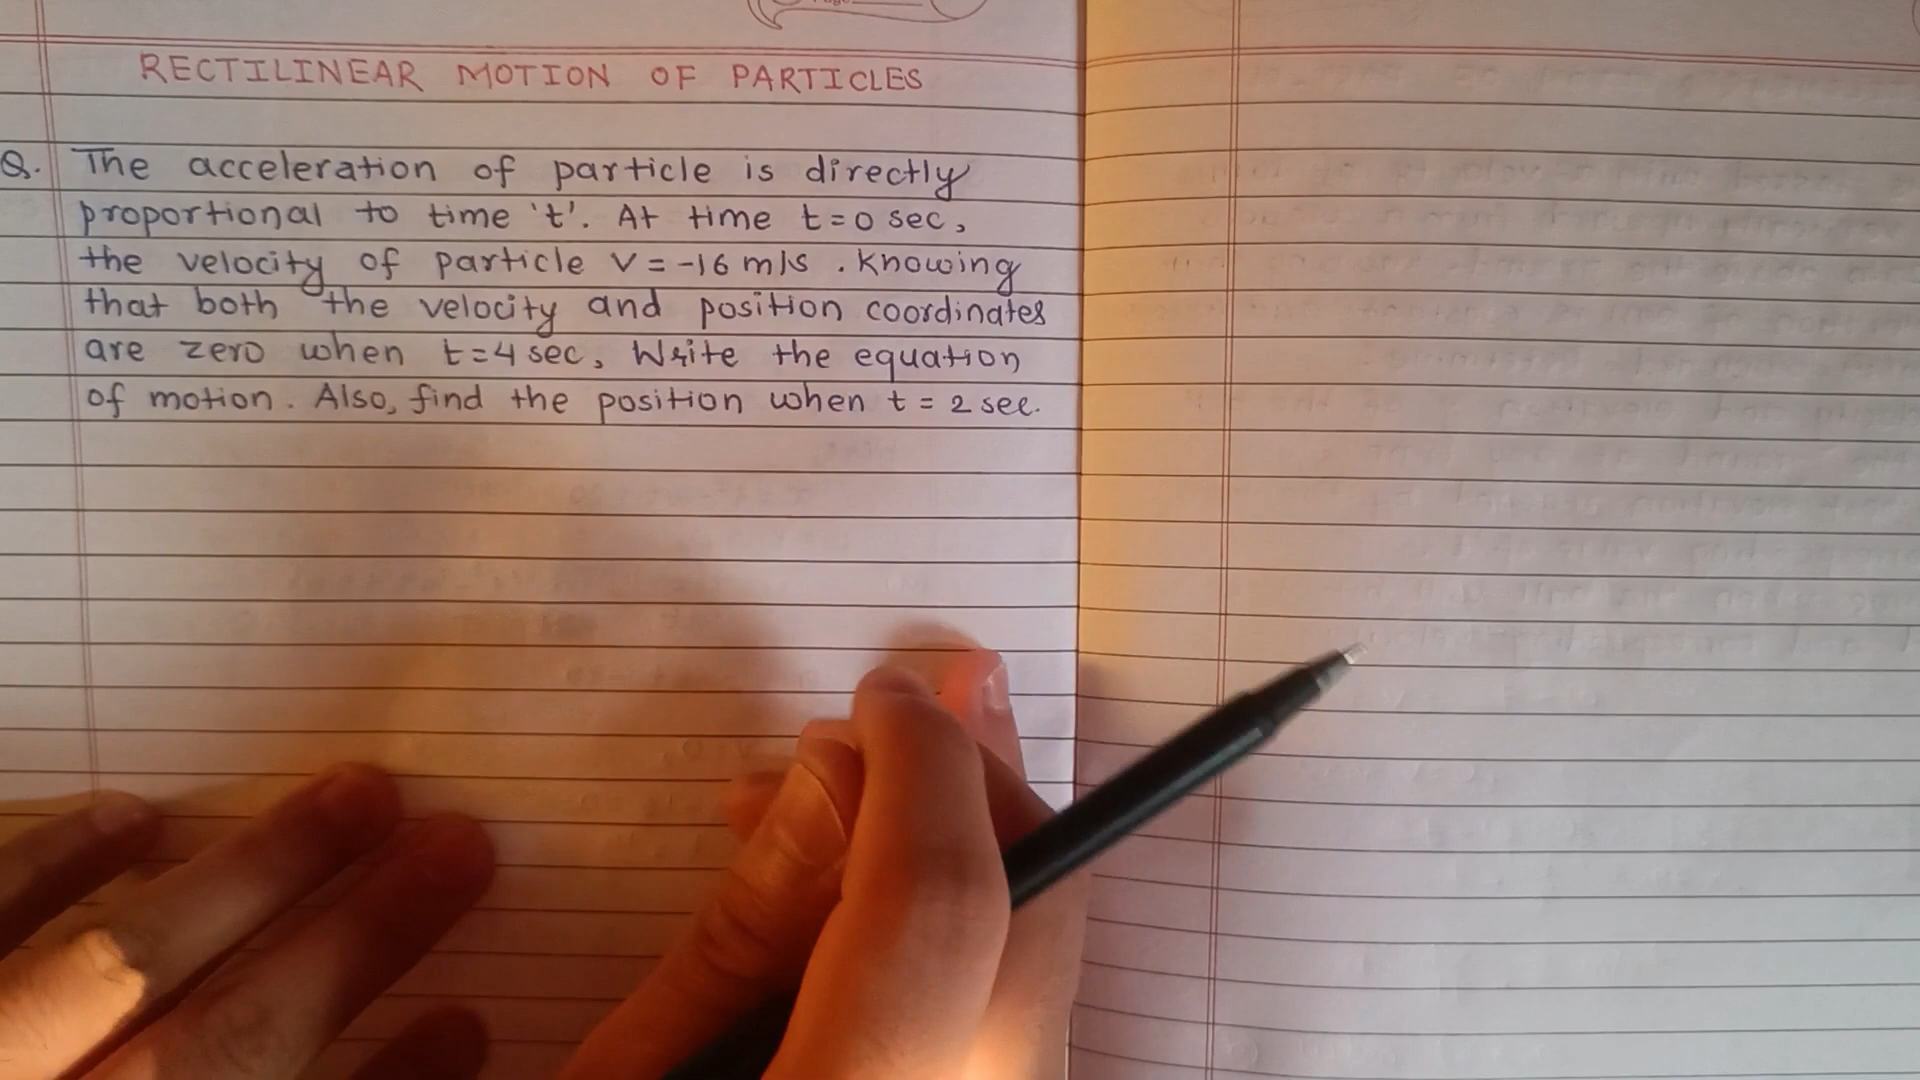 RECTILINEAR MOTION OF PARTICLES
Q. The acceleration of particle is directly
proportional to time 't'. At time t=0 sec,
the velocity of particle v = -16 m/s . Knowing
that both the velocity and position coordinates
are zero when t=4 sec, Write the equation
of motion. Also, find the position when t = 2 sec.